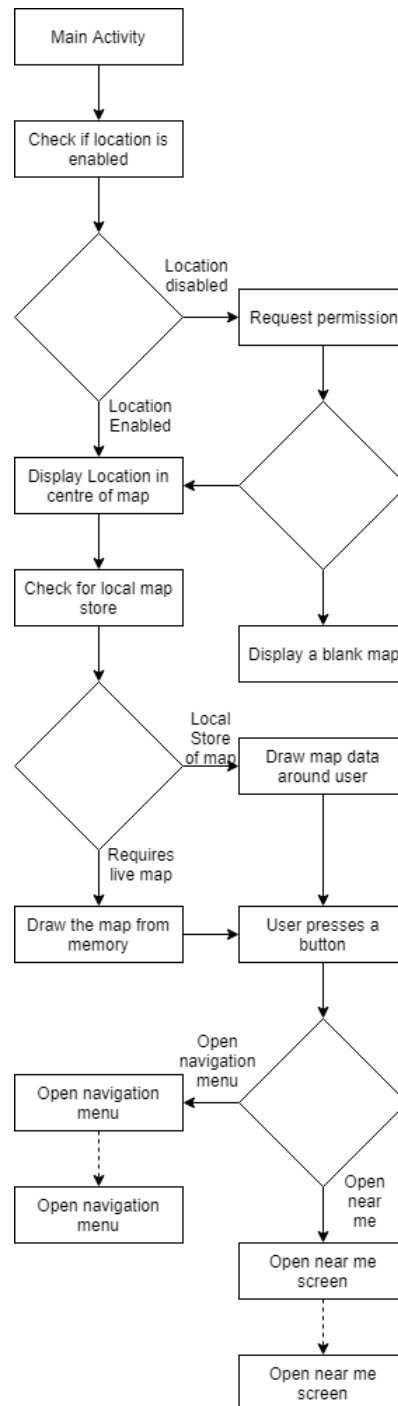 Main Activity
Check if location is
enabled
Location
disabled
Request permission
Location
Enabled
Display Location in
centre of map
Check for local map
store
Display a blank map
Local
Store
of map
Draw map data
around user
Requires
live map
Draw the map from
memory
User presses a
button
Open
navigation
menu
Open navigation
menu
Open
near
me
Open navigation
menu
Open near me
screen
Open near me
screen